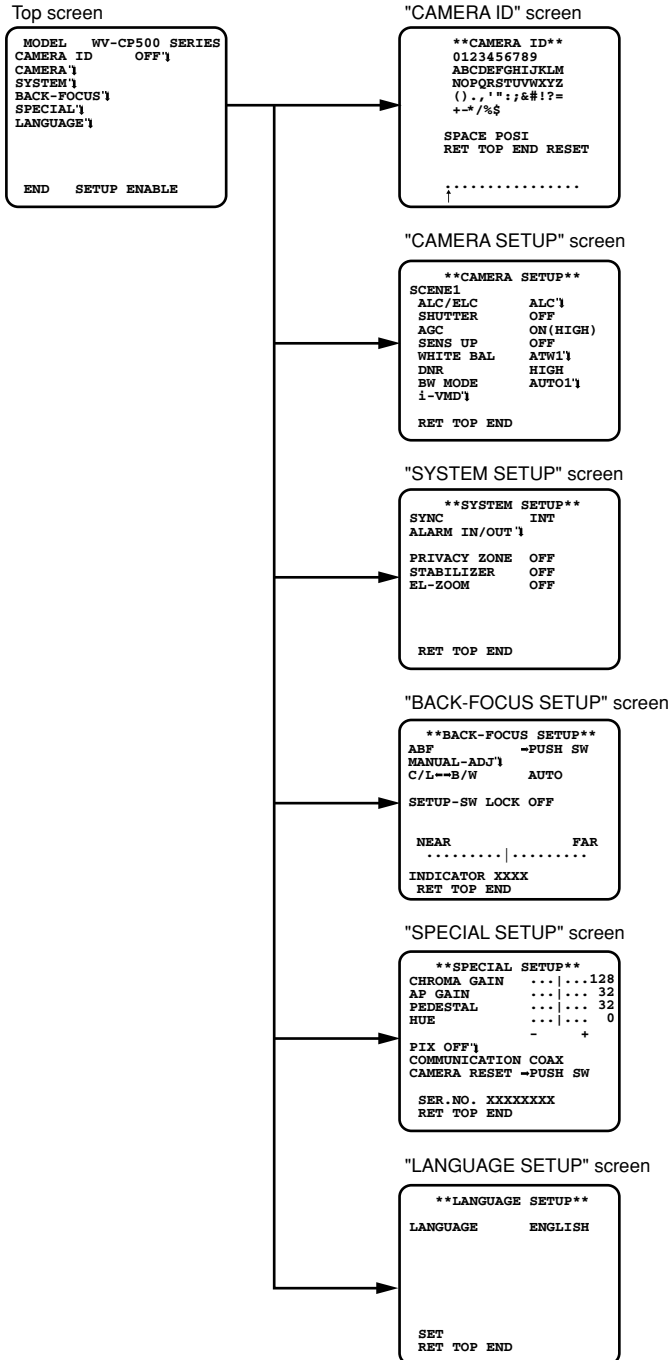 Top screen
MODEL WV-CP500 SERIES
CAMERA ID OFF↵
CAMERA↵
SYSTEM↵
BACK-FOCUS↵
SPECIAL↵
LANGUAGE↵
END SETUP ENABLE
"CAMERA ID" screen
**CAMERA ID**
0123456789
ABCDEFGHIJKLM
NOPQRSTUVWXYZ
().,'":;&#!?=
+-*/%$
SPACE POSI
RET TOP END RESET
................
↑
"CAMERA SETUP" screen
**CAMERA SETUP**
SCENE1
ALC/ELC ALC↵
SHUTTER OFF
AGC ON(HIGH)
SENS UP OFF
WHITE BAL ATW1↵
DNR HIGH
BW MODE AUTO1↵
i-VMD↵
RET TOP END
"SYSTEM SETUP" screen
**SYSTEM SETUP**
SYNC INT
ALARM IN/OUT↵
PRIVACY ZONE OFF
STABILIZER OFF
EL-ZOOM OFF
RET TOP END
"BACK-FOCUS SETUP" screen
**BACK-FOCUS SETUP**
ABF →PUSH SW
MANUAL-ADJ↵
C/L←→B/W AUTO
SETUP-SW LOCK OFF
NEAR FAR
.........|.........
INDICATOR XXXX
RET TOP END
"SPECIAL SETUP" screen
**SPECIAL SETUP**
CHROMA GAIN ...|...128
AP GAIN ...|... 32
PEDESTAL ...|... 32
HUE ...|... 0
- +
PIX OFF↵
COMMUNICATION COAX
CAMERA RESET →PUSH SW
SER.NO. XXXXXXXX
RET TOP END
"LANGUAGE SETUP" screen
**LANGUAGE SETUP**
LANGUAGE ENGLISH
SET
RET TOP END